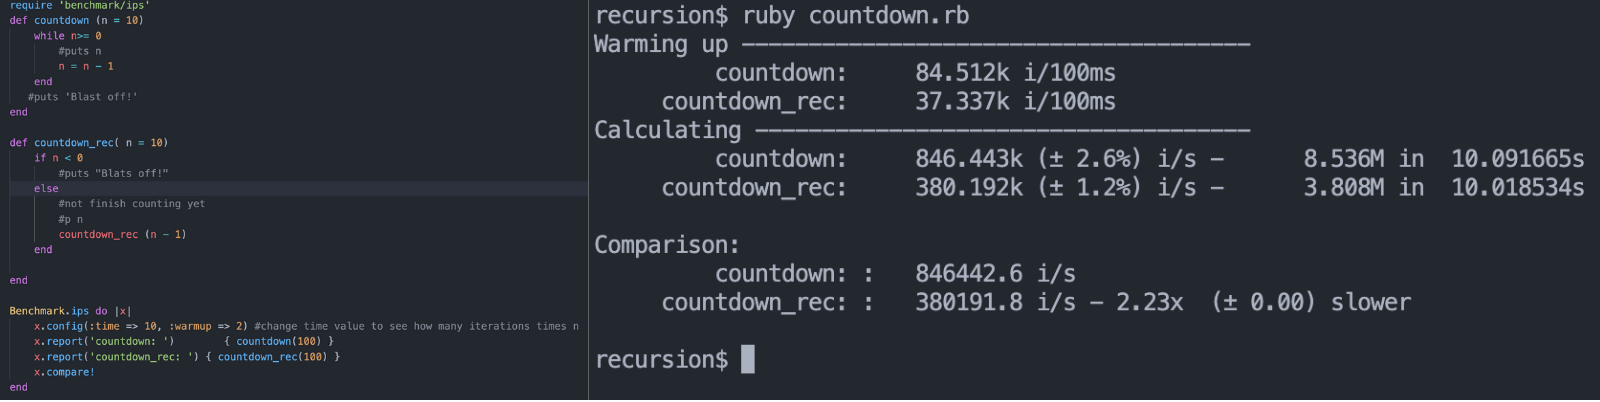 require 'benchmark/ips'
def countdown (n = 10)
    while n>= 0
        #puts n
        n = n - 1
    end
   #puts 'Blast off!'
end

def countdown_rec( n = 10)
    if n < 0
        #puts "Blats off!"
    else
        #not finish counting yet
        #p n
        countdown_rec (n - 1)
    end

end

Benchmark.ips do |x|
    x.config(:time => 10, :warmup => 2) #change time value to see how many iterations times n
    x.report('countdown: ')        { countdown(100) }
    x.report('countdown_rec: ') { countdown_rec(100) }
    x.compare!
end
recursion$ ruby countdown.rb
Warming up --------------------------------------
         countdown:     84.512k i/100ms
     countdown_rec:     37.337k i/100ms
Calculating -------------------------------------
         countdown:     846.443k (± 2.6%) i/s -      8.536M in  10.091665s
     countdown_rec:     380.192k (± 1.2%) i/s -      3.808M in  10.018534s

Comparison:
         countdown: :   846442.6 i/s
     countdown_rec: :   380191.8 i/s - 2.23x  (± 0.00) slower

recursion$